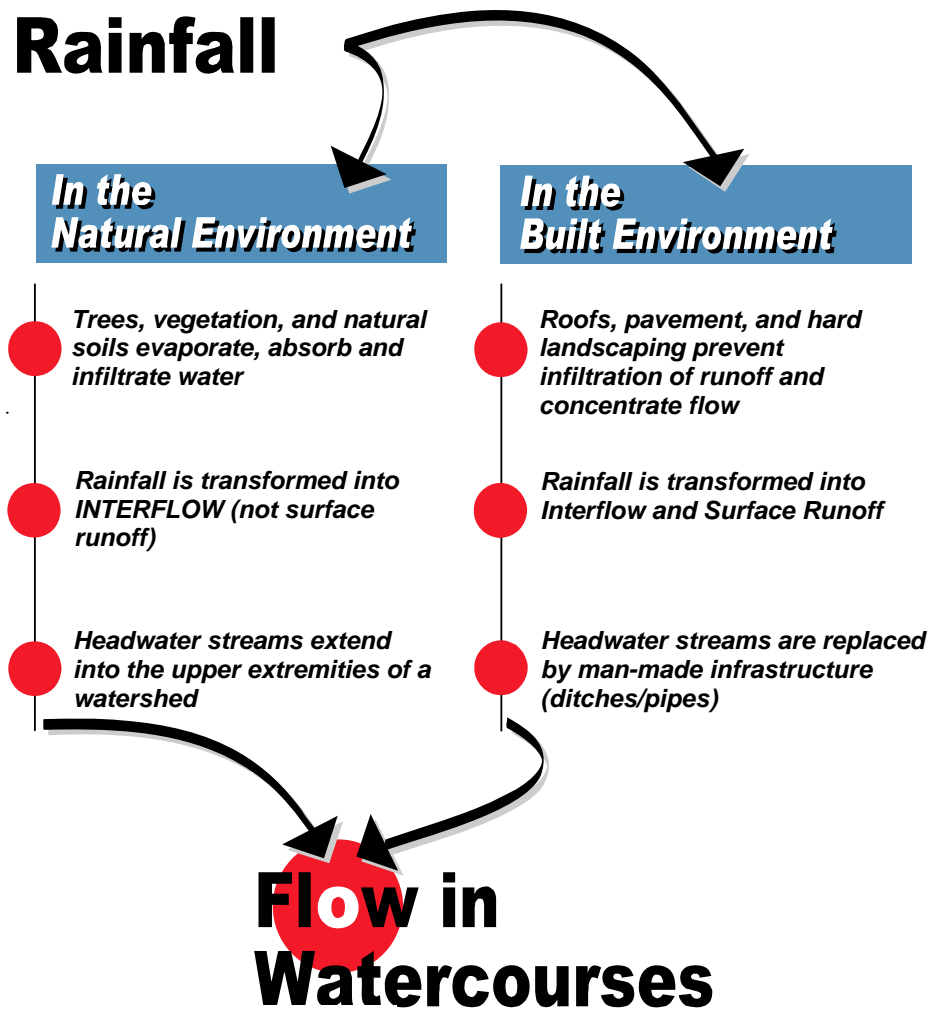 Rainfall
In the
Natural Environment
Trees, vegetation, and natural
soils evaporate, absorb and
infiltrate water
Rainfall is transformed into
INTERFLOW (not surface
runoff)
Headwater streams extend
into the upper extremities of a
watershed
In the
Built Environment
Roofs, pavement, and hard
landscaping prevent
infiltration of runoff and
concentrate flow
Rainfall is transformed into
Interflow and Surface Runoff
Headwater streams are replaced
by man-made infrastructure
(ditches/pipes)
Flow in
Watercourses